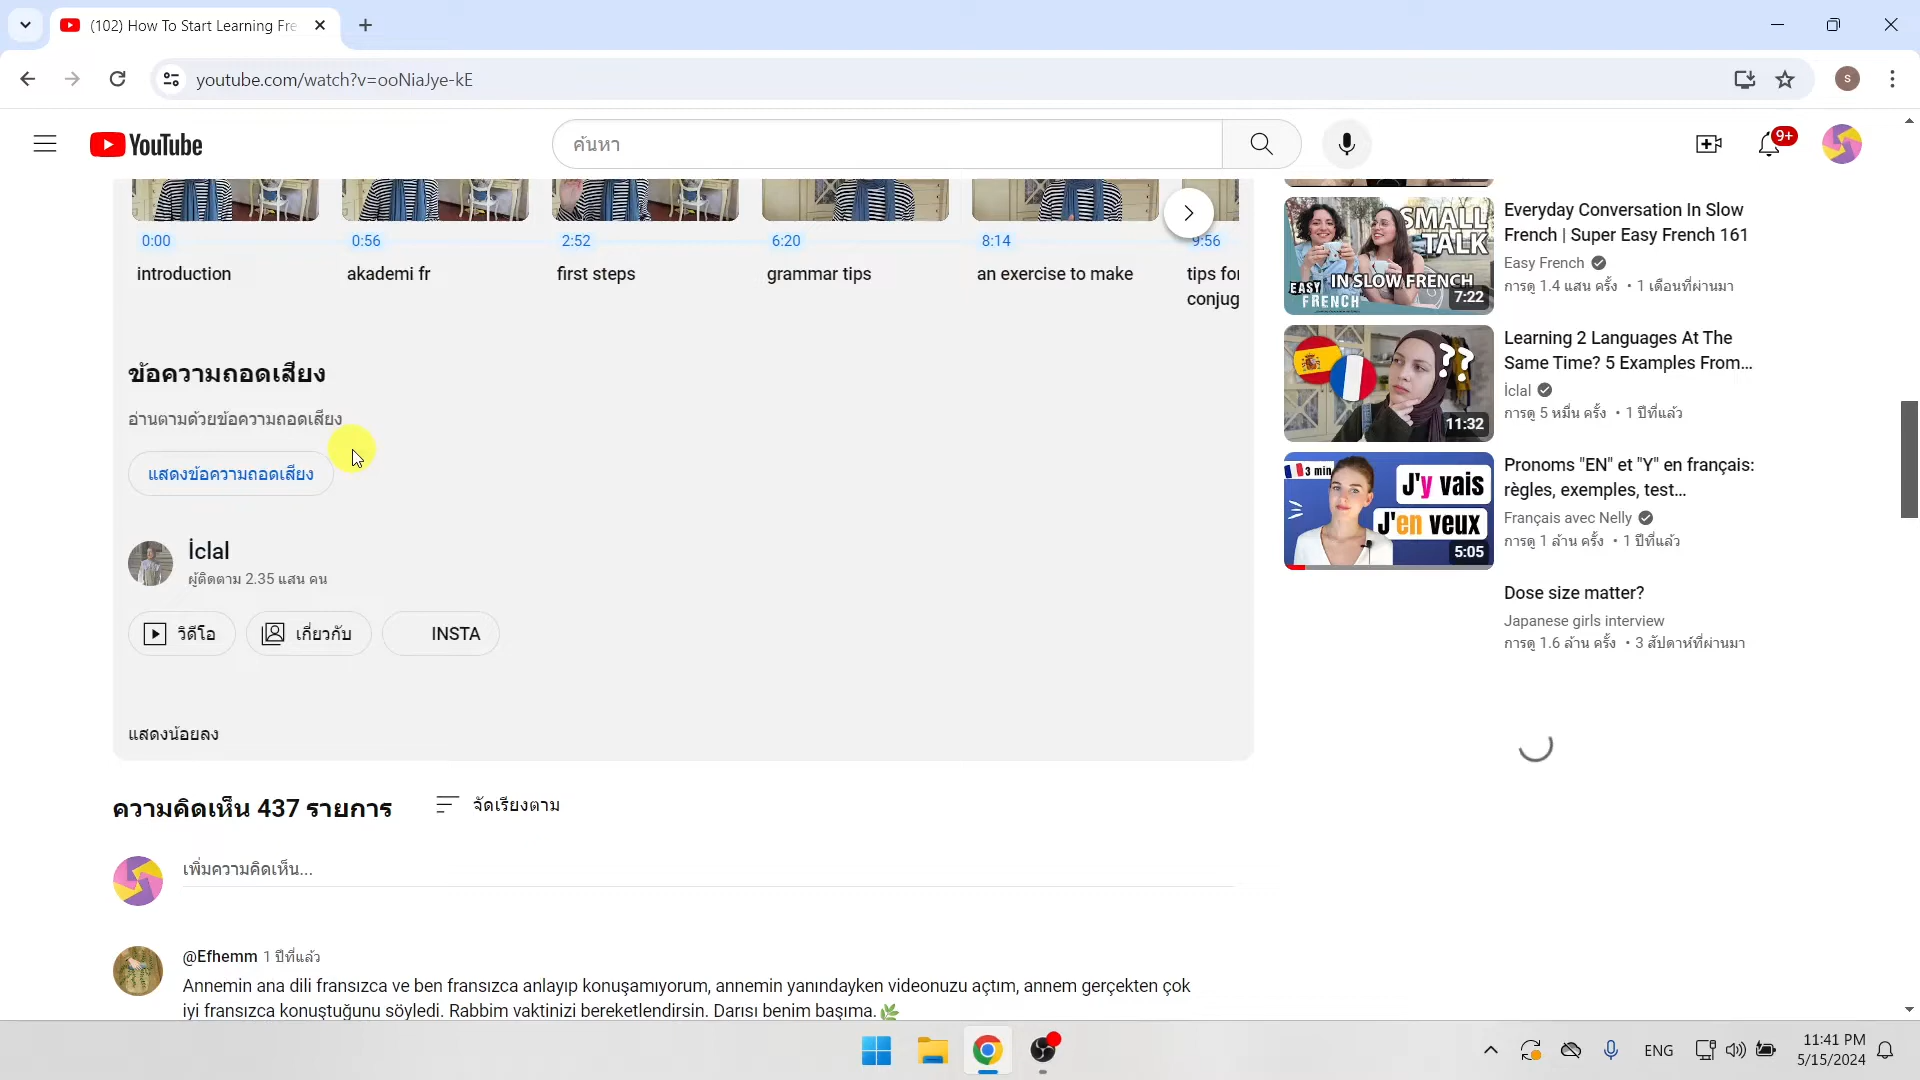 (102) How To Start Learning Fre
youtube.com/watch?v=ooNiaJye-kE
S
YouTube
ค้นหา
9+
0:00
0:56
2:52
6:20
8:14
9:56
introduction
akademi fr
first steps
grammar tips
an exercise to make
tips for
conjug
ข้อความถอดเสียง
อ่านตามด้วยข้อความถอดเสียง
แสดงข้อความถอดเสียง
İclal
ผู้ติดตาม 2.35 แสน คน
วิดีโอ
เกี่ยวกับ
INSTA
แสดงน้อยลง
ความคิดเห็น 437 รายการ
จัดเรียงตาม
เพิ่มความคิดเห็น...
@Efhemm 1 ปีที่แล้ว
Annemin ana dili fransızca ve ben fransızca anlayıp konuşamıyorum, annemin yanındayken videonuzu açtım, annem gerçekten çok
iyi fransızca konuştuğunu söyledi. Rabbim vaktinizi bereketlendirsin. Darısı benim başıma.
SMALL
TALK
IN SLOW FRENCH
EASY
FRENCH
7:22
Everyday Conversation In Slow
French | Super Easy French 161
Easy French
การดู 1.4 แสน ครั้ง • 1 เดือนที่ผ่านมา
??
11:32
Learning 2 Languages At The
Same Time? 5 Examples From...
İclal
การดู 5 หมื่น ครั้ง • 1 ปีที่แล้ว
3 min
J'y vais
J'en veux
5:05
Pronoms "EN" et "Y" en français:
règles, exemples, test...
Français avec Nelly
การดู 1 ล้าน ครั้ง • 1 ปีที่แล้ว
Dose size matter?
Japanese girls interview
การดู 1.6 ล้าน ครั้ง • 3 สัปดาห์ที่ผ่านมา
ENG
11:41 PM
5/15/2024